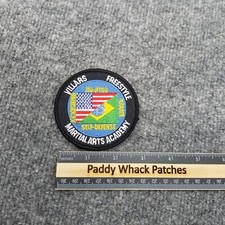 VILLARS FREESTYLE
JIU-JITSU
SELF-DEFENSE
MARTIAL ARTS ACADEMY
Paddy Whack Patches